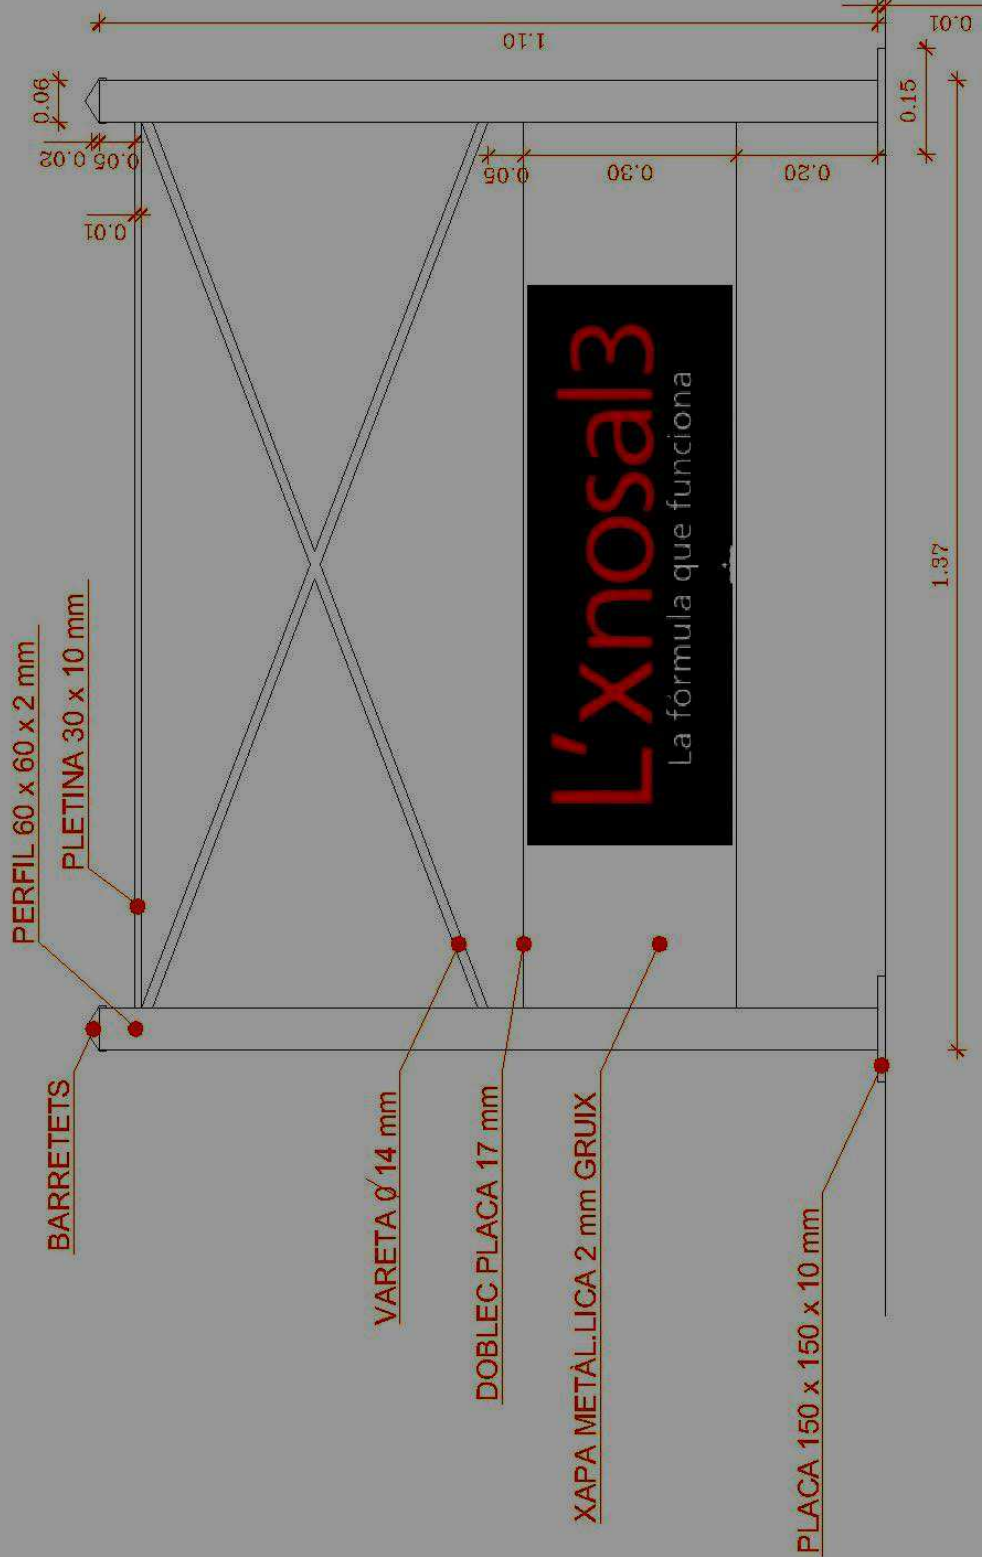 PERFIL 60 x 60 x 2 mm
PLETINA 30 x 10 mm
BARRETETS
VARETA Ø 14 mm
DOBLEC PLACA 17 mm
XAPA METÀL.LICA 2 mm GRUIX
PLACA 150 x 150 x 10 mm
L'xnosal3
La fórmula que funciona
1.10
0.06
0.02
0.05
0.01
0.05
0.30
0.20
0.15
0.01
1.37